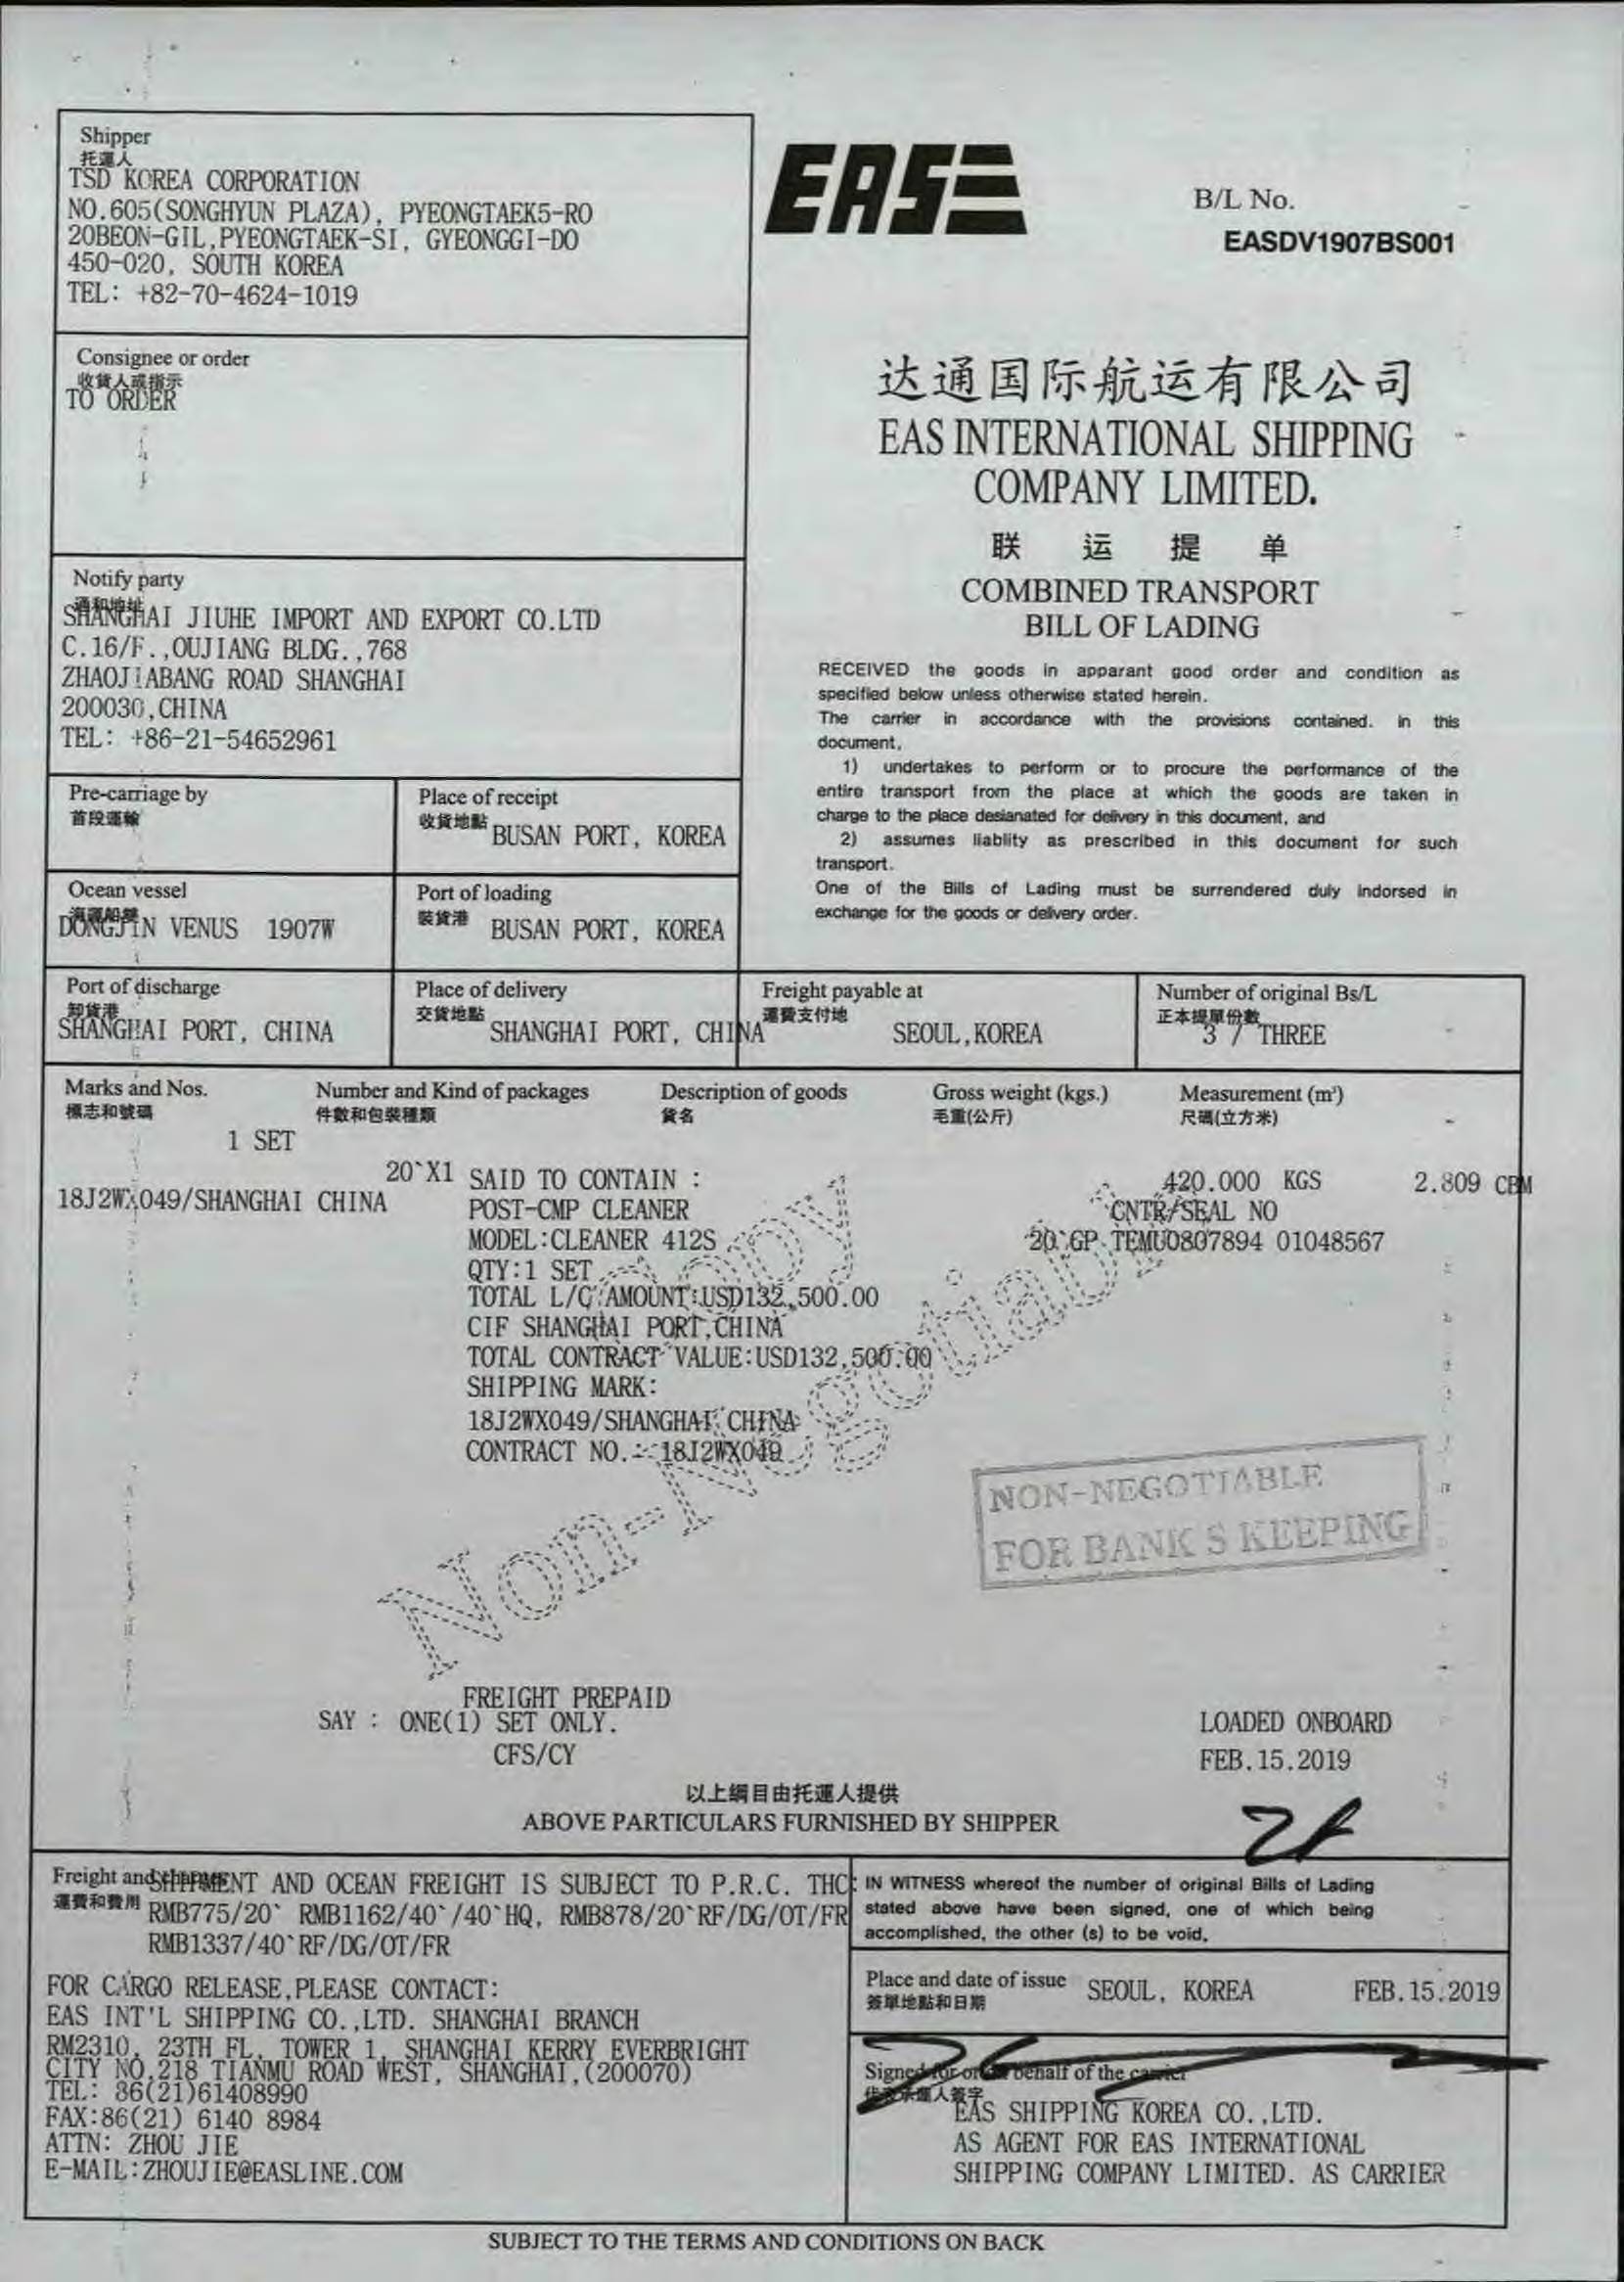 Shipper
托運人
TSD KOREA CORPORATION
NO.605(SONGHYUN PLAZA), PYEONGTAEK5-RO
20BEON-GIL,PYEONGTAEK-SI, GYEONGGI-DO
450-020, SOUTH KOREA
TEL: +82-70-4624-1019
EAS
B/L No.
EASDV1907BS001
Consignee or order
收貨人或指示
TO ORDER
达通国际航运有限公司
EAS INTERNATIONAL SHIPPING
COMPANY LIMITED.
联 运 提 单
COMBINED TRANSPORT
BILL OF LADING
Notify party
SHANGHAI JIUHE IMPORT AND EXPORT CO.LTD
C.16/F.,OUJIANG BLDG.,768
ZHAOJIABANG ROAD SHANGHAI
200030,CHINA
TEL: +86-21-54652961
RECEIVED the goods in apparant good order and condition as
specified below unless otherwise stated herein.
The carrier in accordance with the provisions contained. in this
document,
1) undertakes to perform or to procure the performance of the
entire transport from the place at which the goods are taken in
charge to the place desianated for delivery in this document, and
2) assumes liablity as prescribed in this document for such
transport.
One of the Bills of Lading must be surrendered duly indorsed in
exchange for the goods or delivery order.
Pre-carriage by
首段運輸
Place of receipt
收貨地點 BUSAN PORT, KOREA
Ocean vessel
DONGJIN VENUS 1907W
Port of loading
裝貨港 BUSAN PORT, KOREA
Port of discharge
卸貨港
SHANGHAI PORT, CHINA
Place of delivery
交貨地點 SHANGHAI PORT, CHINA
Freight payable at
運費支付地 SEOUL,KOREA
Number of original Bs/L
正本提單份數
3 / THREE
Marks and Nos. Number and Kind of packages Description of goods Gross weight (kgs.) Measurement (m³)
標志和號碼 件數和包裝種類 貨名 毛重(公斤) 尺碼(立方米)
1 SET
20`X1 SAID TO CONTAIN : 420.000 KGS 2.809 CBM
18J2WX049/SHANGHAI CHINA POST-CMP CLEANER CNTR/SEAL NO
MODEL:CLEANER 412S 20`GP TEMU0807894 01048567
QTY:1 SET
TOTAL L/C AMOUNT:USD132,500.00
CIF SHANGHAI PORT,CHINA
TOTAL CONTRACT VALUE:USD132,500.00
SHIPPING MARK:
18J2WX049/SHANGHAI CHINA
CONTRACT NO.: 18J2WX049
Copy
Non-Negotiable
NON-NEGOTIABLE
FOR BANK S KEEPING
FREIGHT PREPAID
SAY : ONE(1) SET ONLY.
CFS/CY
LOADED ONBOARD
FEB.15.2019
以上綱目由托運人提供
ABOVE PARTICULARS FURNISHED BY SHIPPER
Freight and charges
運費和費用
SHIPMENT AND OCEAN FREIGHT IS SUBJECT TO P.R.C. THC:
RMB775/20` RMB1162/40`/40`HQ, RMB878/20`RF/DG/OT/FR
RMB1337/40`RF/DG/OT/FR
FOR CARGO RELEASE,PLEASE CONTACT:
EAS INT'L SHIPPING CO.,LTD. SHANGHAI BRANCH
RM2310, 23TH FL, TOWER 1, SHANGHAI KERRY EVERBRIGHT
CITY NO.218 TIANMU ROAD WEST, SHANGHAI,(200070)
TEL: 86(21)61408990
FAX:86(21) 6140 8984
ATTN: ZHOU JIE
E-MAIL:ZHOUJIE@EASLINE.COM
IN WITNESS whereof the number of original Bills of Lading
stated above have been signed, one of which being
accomplished, the other (s) to be void.
Place and date of issue SEOUL, KOREA FEB.15.2019
簽單地點和日期
Signed for or on behalf of the carrier
代表承運人簽字
EAS SHIPPING KOREA CO.,LTD.
AS AGENT FOR EAS INTERNATIONAL
SHIPPING COMPANY LIMITED. AS CARRIER
SUBJECT TO THE TERMS AND CONDITIONS ON BACK